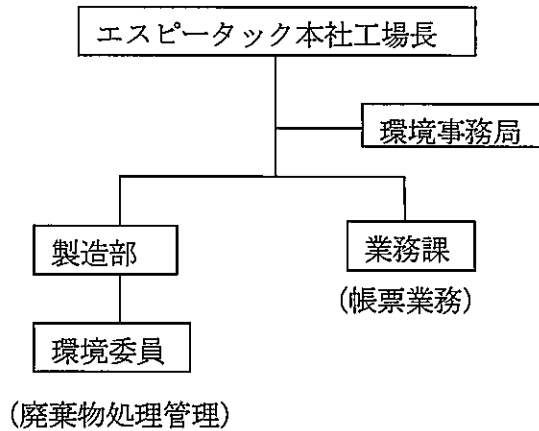 エスピータック本社工場長
環境事務局
製造部
業務課
(帳票業務)
環境委員
(廃棄物処理管理)